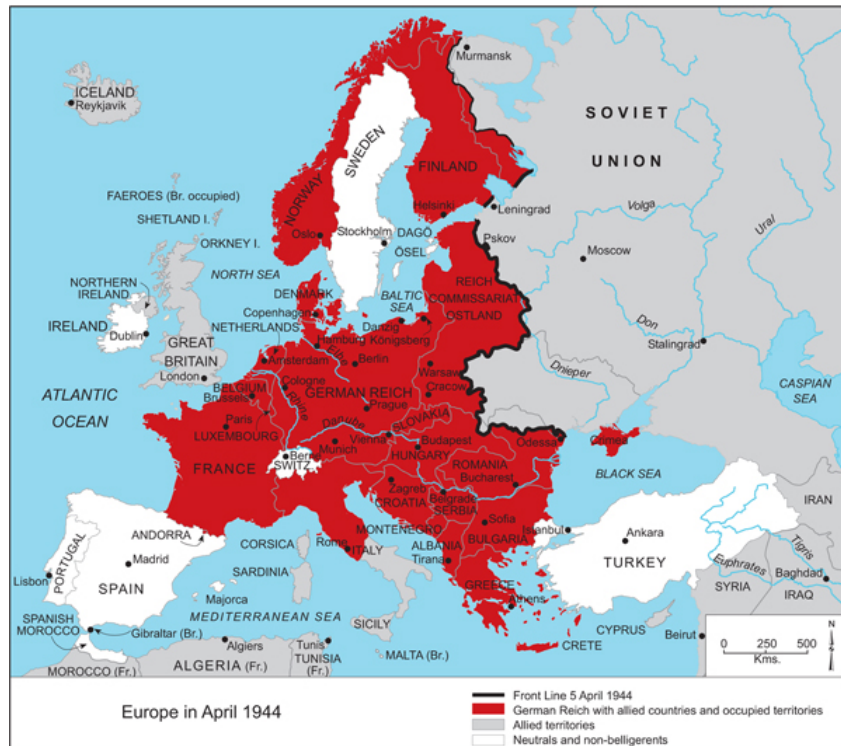 Murmansk
ICELAND
Reykjavik
SOVIET
UNION
SWEDEN
FINLAND
NORWAY
FAEROES (Br. occupied)
Helsinki
Leningrad
Volga
Ural
SHETLAND I.
Oslo
Stockholm
DAGÖ
Pskov
ORKNEY I.
ÖSEL
Moscow
NORTH SEA
NORTHERN
IRELAND
DENMARK
BALTIC
SEA
REICH
COMMISSARIAT
OSTLAND
Copenhagen
IRELAND
Dublin
NETHERLANDS
Danzig
Königsberg
Don
GREAT
BRITAIN
Hamburg
Elbe
Stalingrad
Amsterdam
Berlin
Warsaw
Dnieper
London
ATLANTIC
OCEAN
BELGIUM
Brussels
Cologne
Rhine
GERMAN REICH
Cracow
CASPIAN
SEA
Prague
Paris
LUXEMBOURG
Danube
SLOVAKIA
Vienna
Munich
Budapest
Odessa
Crimea
Berne
SWITZ.
HUNGARY
FRANCE
ROMANIA
Bucharest
BLACK SEA
Zagreb
CROATIA
Belgrade
SERBIA
IRAN
ANDORRA
MONTENEGRO
Sofia
BULGARIA
Istanbul
Ankara
CORSICA
Rome
ITALY
ALBANIA
Tirana
TURKEY
PORTUGAL
Madrid
Lisbon
SPAIN
SARDINIA
Euphrates
Tigris
Baghdad
GREECE
Athens
SYRIA
IRAQ
Majorca
MEDITERRANEAN SEA
SPANISH
MOROCCO
Gibraltar (Br.)
SICILY
CYPRUS
Beirut
CRETE
Algiers
Tunis
TUNISIA
(Fr.)
MALTA (Br.)
MOROCCO (Fr.)
ALGERIA (Fr.)
N
0 250 500
Kms.
Europe in April 1944
Front Line 5 April 1944
German Reich with allied countries and occupied territories
Allied territories
Neutrals and non-belligerents